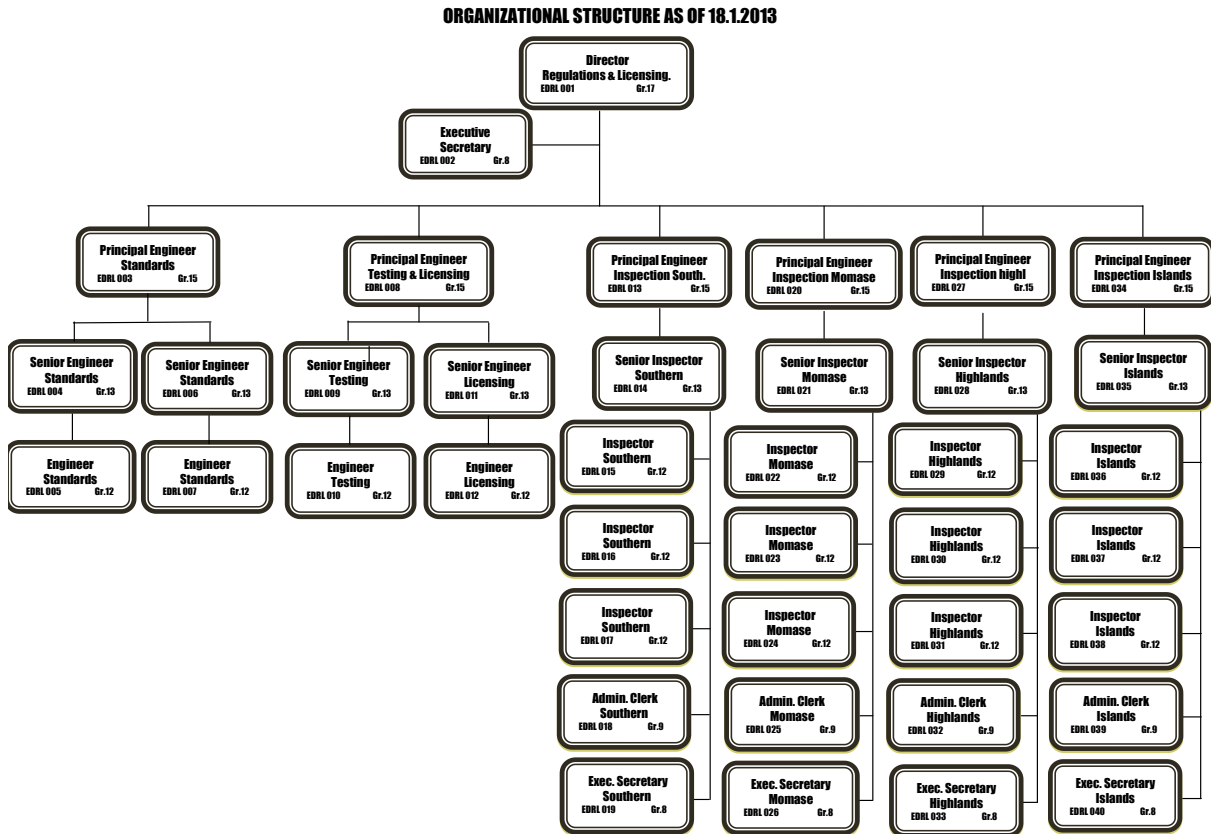 ORGANIZATIONAL STRUCTURE AS OF 18.1.2013
Director
Regulations & Licensing.
EDRL 001 Gr.17
Executive
Secretary
EDRL 002 Gr.8
Principal Engineer
Standards
EDRL 003 Gr.15
Principal Engineer
Testing & Licensing
EDRL 008 Gr.15
Principal Engineer
Inspection South.
EDRL 013 Gr.15
Principal Engineer
Inspection Momase
EDRL 020 Gr.15
Principal Engineer
Inspection highl
EDRL 027 Gr.15
Principal Engineer
Inspection Islands
EDRL 034 Gr.15
Senior Engineer
Standards
EDRL 004 Gr.13
Senior Engineer
Standards
EDRL 006 Gr.13
Senior Engineer
Testing
EDRL 009 Gr.13
Senior Engineer
Licensing
EDRL 011 Gr.13
Senior Inspector
Southern
EDRL 014 Gr.13
Senior Inspector
Momase
EDRL 021 Gr.13
Senior Inspector
Highlands
EDRL 028 Gr.13
Senior Inspector
Islands
EDRL 035 Gr.13
Engineer
Standards
EDRL 005 Gr.12
Engineer
Standards
EDRL 007 Gr.12
Engineer
Testing
EDRL 010 Gr.12
Engineer
Licensing
EDRL 012 Gr.12
Inspector
Southern
EDRL 015 Gr.12
Inspector
Momase
EDRL 022 Gr.12
Inspector
Highlands
EDRL 029 Gr.12
Inspector
Islands
EDRL 036 Gr.12
Inspector
Southern
EDRL 016 Gr.12
Inspector
Momase
EDRL 023 Gr.12
Inspector
Highlands
EDRL 030 Gr.12
Inspector
Islands
EDRL 037 Gr.12
Inspector
Southern
EDRL 017 Gr.12
Inspector
Momase
EDRL 024 Gr.12
Inspector
Highlands
EDRL 031 Gr.12
Inspector
Islands
EDRL 038 Gr.12
Admin. Clerk
Southern
EDRL 018 Gr.9
Admin. Clerk
Momase
EDRL 025 Gr.9
Admin. Clerk
Highlands
EDRL 032 Gr.9
Admin. Clerk
Islands
EDRL 039 Gr.9
Exec. Secretary
Southern
EDRL 019 Gr.8
Exec. Secretary
Momase
EDRL 026 Gr.8
Exec. Secretary
Highlands
EDRL 033 Gr.8
Exec. Secretary
Islands
EDRL 040 Gr.8